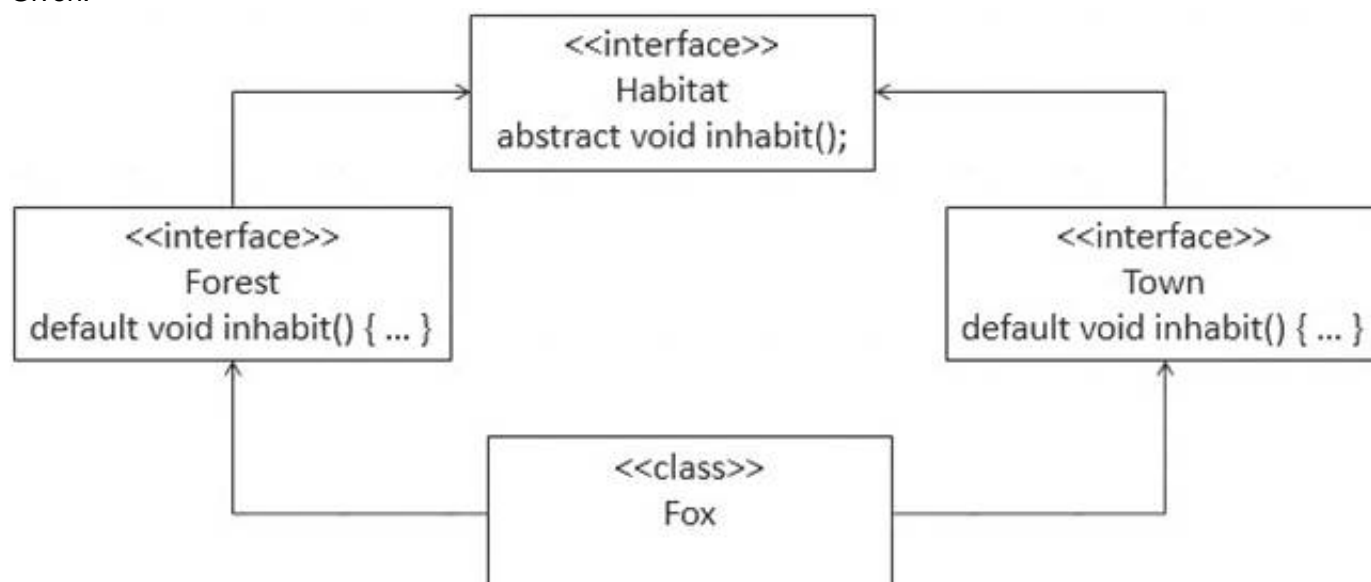 <<interface>>
Habitat
abstract void inhabit();
<<interface>>
Forest
default void inhabit() { ... }
<<interface>>
Town
default void inhabit() { ... }
<<class>>
Fox